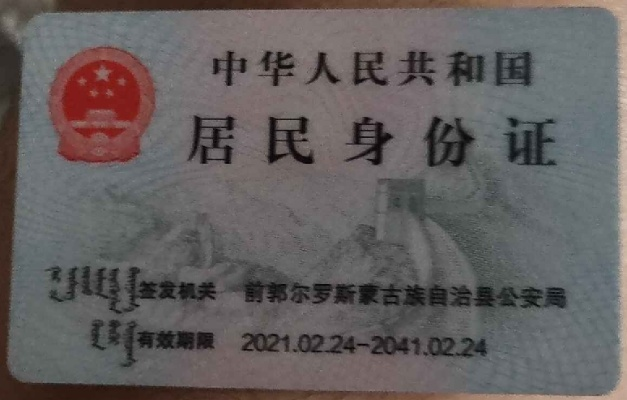 中华人民共和国
居民身份证
签发机关 前郭尔罗斯蒙古族自治县公安局
有效期限 2021.02.24-2041.02.24